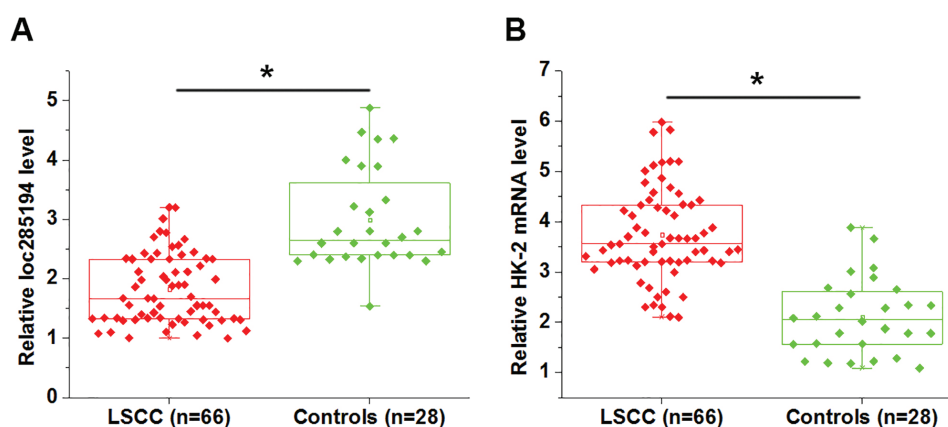 A
Relative loc285194 level
5
4
3
2
1
0
*
LSCC (n=66)
Controls (n=28)
B
Relative HK-2 mRNA level
7
6
5
4
3
2
1
*
LSCC (n=66)
Controls (n=28)